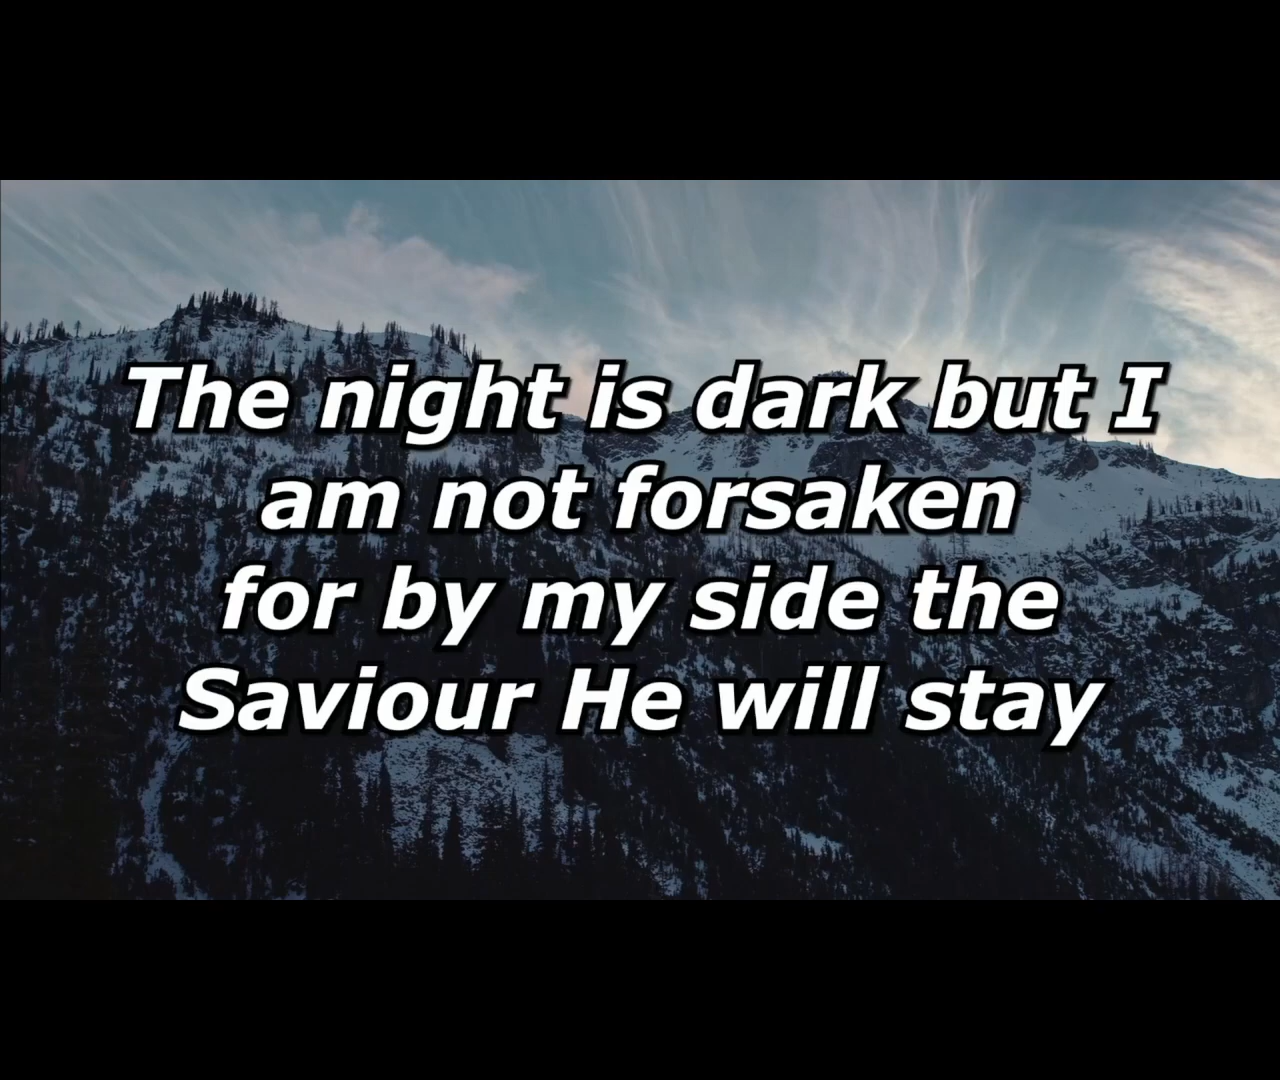 The night is dark but I
am not forsaken
for by my side the
Saviour He will stay